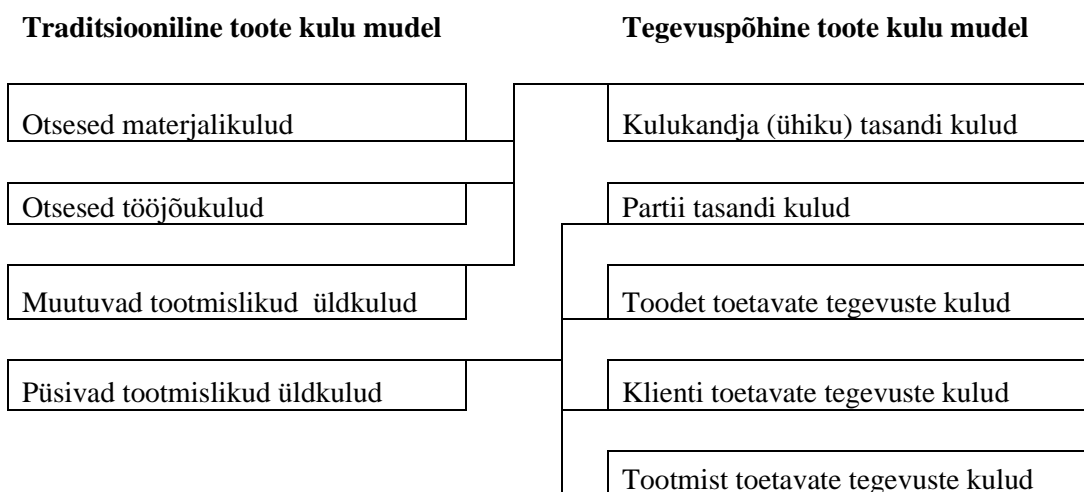 Traditsiooniline toote kulu mudel
Tegevuspõhine toote kulu mudel
Otsesed materjalikulud
Kulukandja (ühiku) tasandi kulud
Otsesed tööjõukulud
Partii tasandi kulud
Muutuvad tootmislikud üldkulud
Toodet toetavate tegevuste kulud
Püsivad tootmislikud üldkulud
Klienti toetavate tegevuste kulud
Tootmist toetavate tegevuste kulud